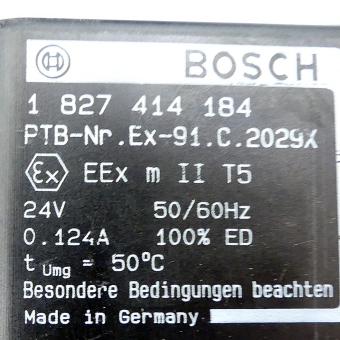 BOSCH
1 827 414 184
PTB-Nr.Ex-91.C.2029X
Ex EEx m II T5
24V 50/60Hz
0.124A 100% ED
t Umg = 50°C
Besondere Bedingungen beachten
Made in Germany